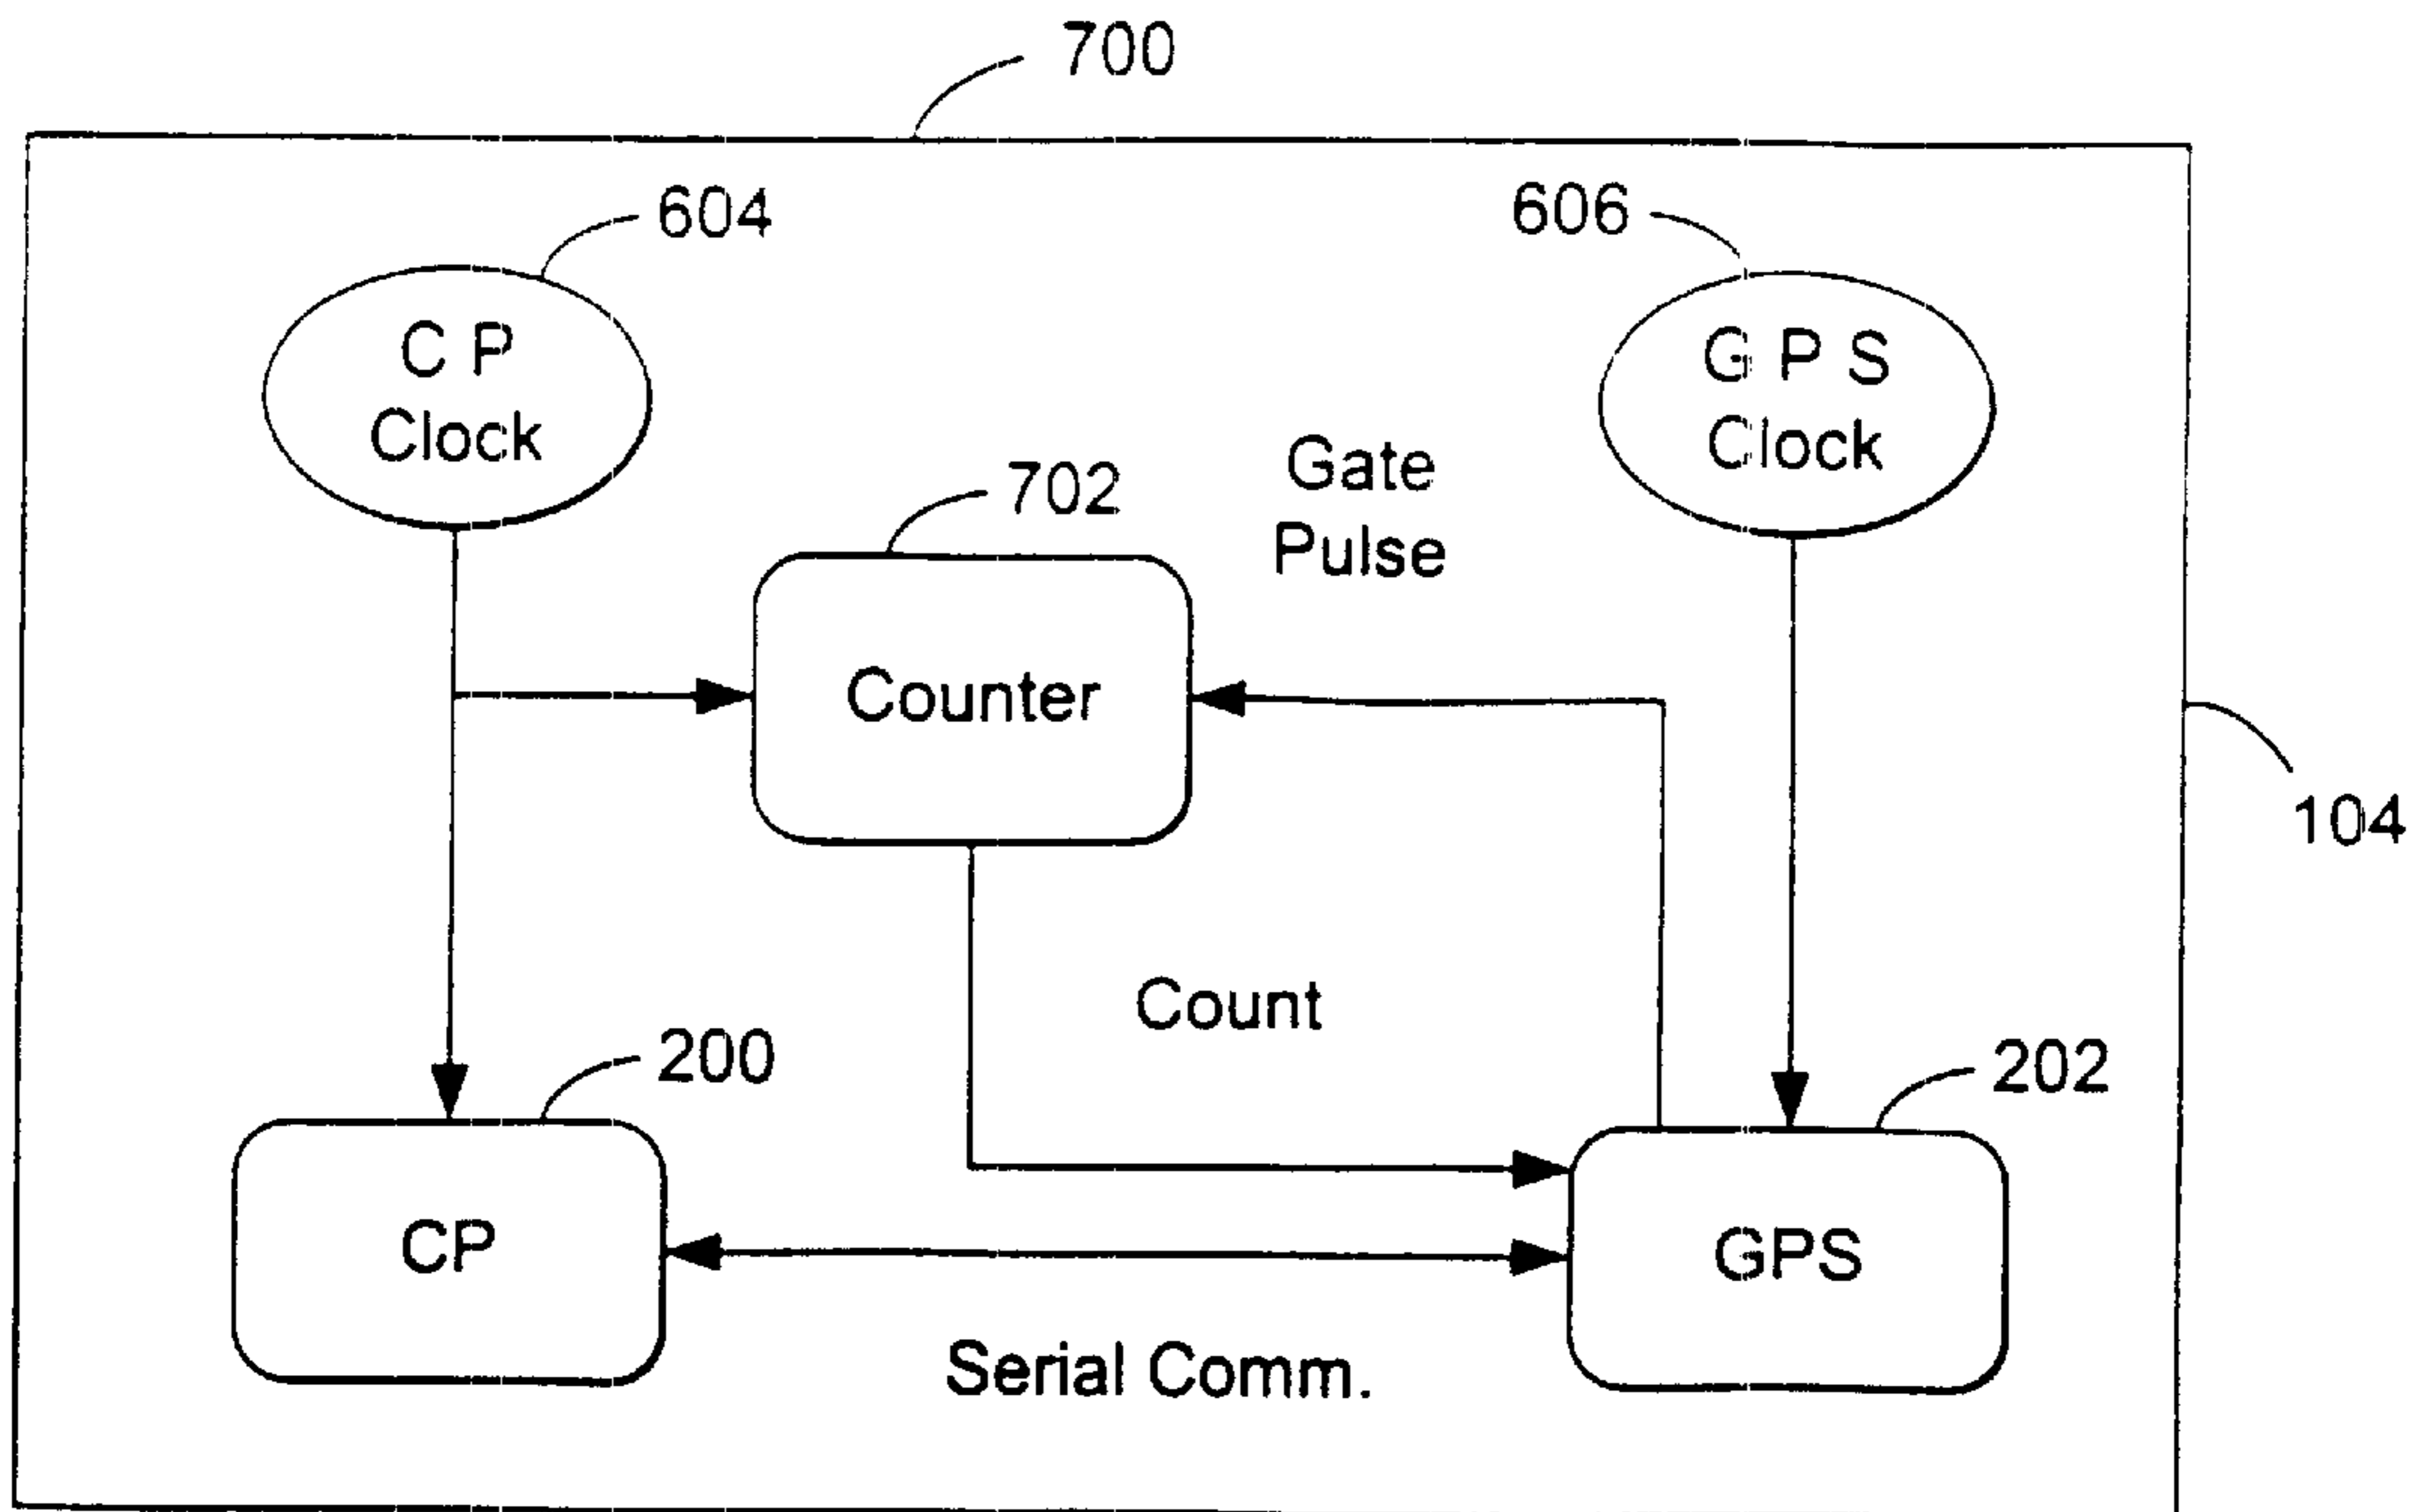 700
604
606
C P
Clock
G P S
Clock
702
Gate
Pulse
Counter
104
Count
200
202
CP
GPS
Serial Comm.